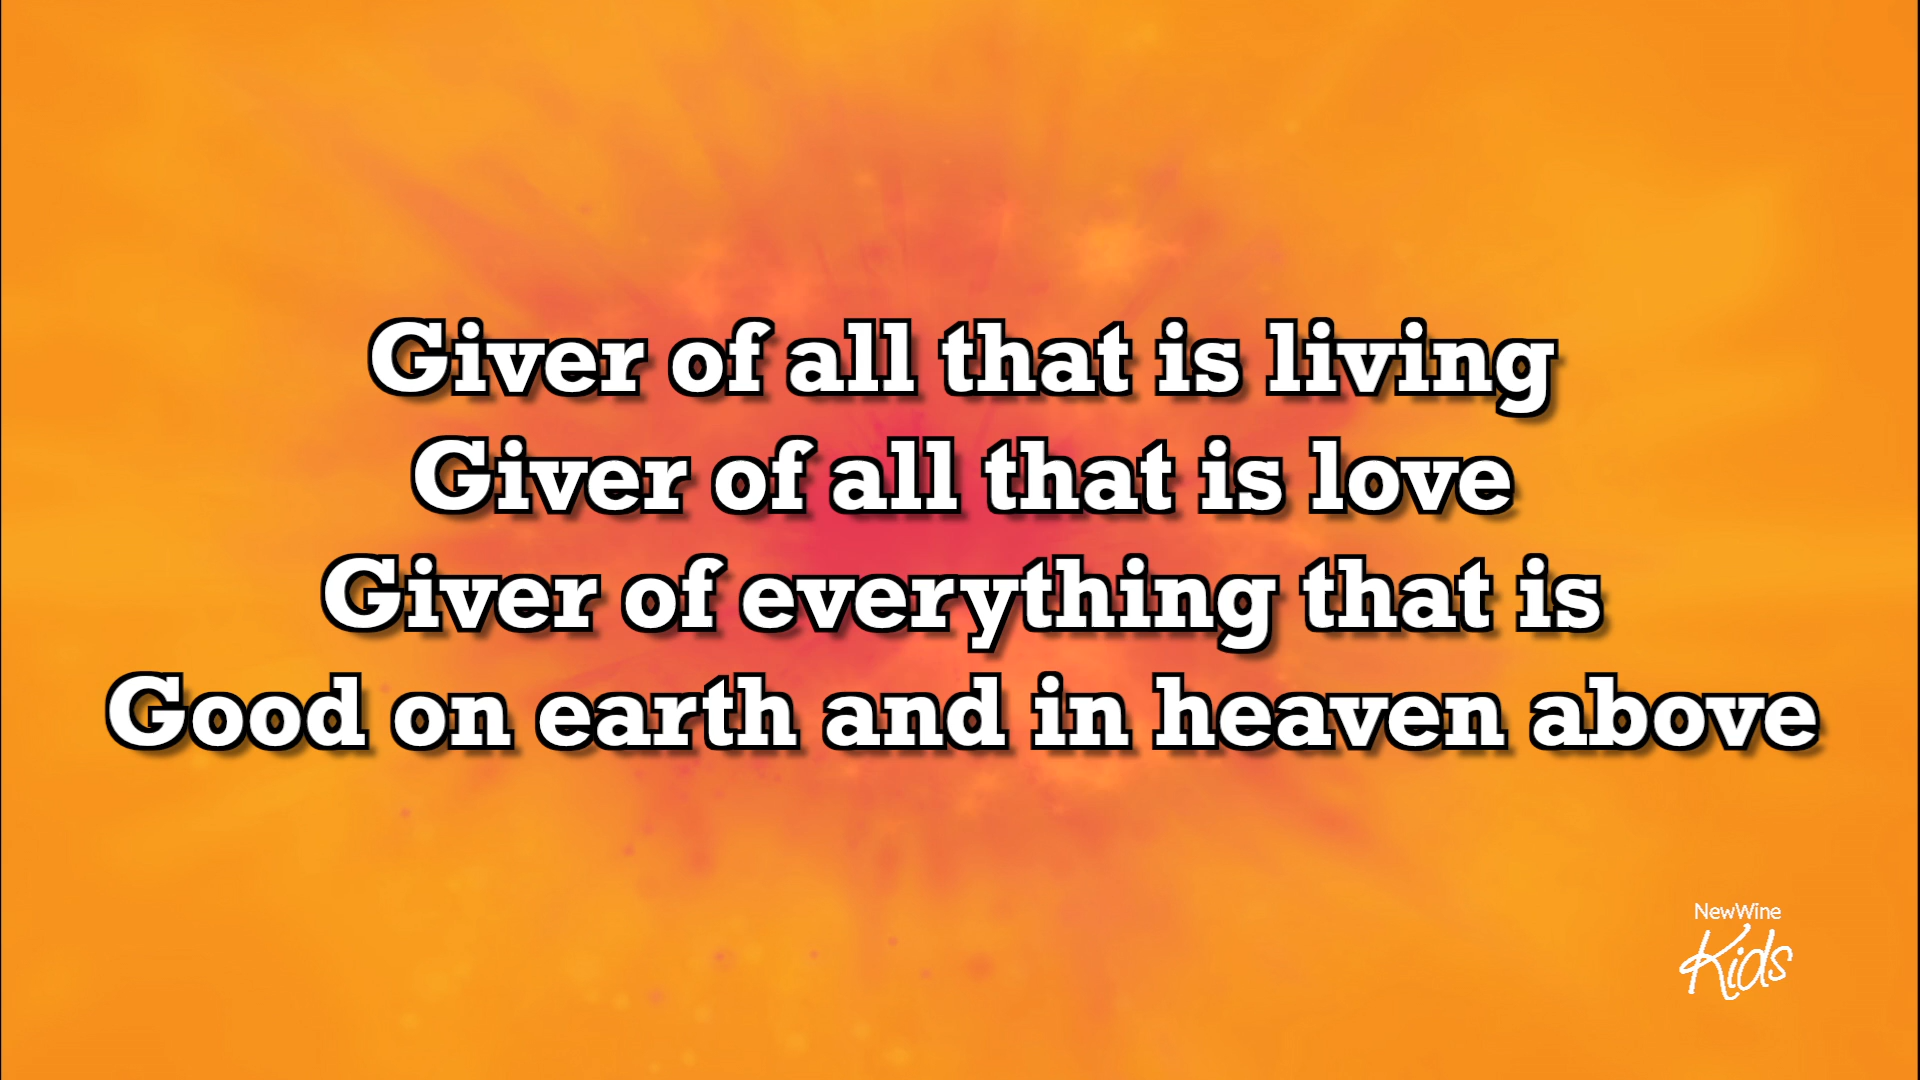 Giver of all that is living
Giver of all that is love
Giver of everything that is
Good on earth and in heaven above
NewWine
Kids